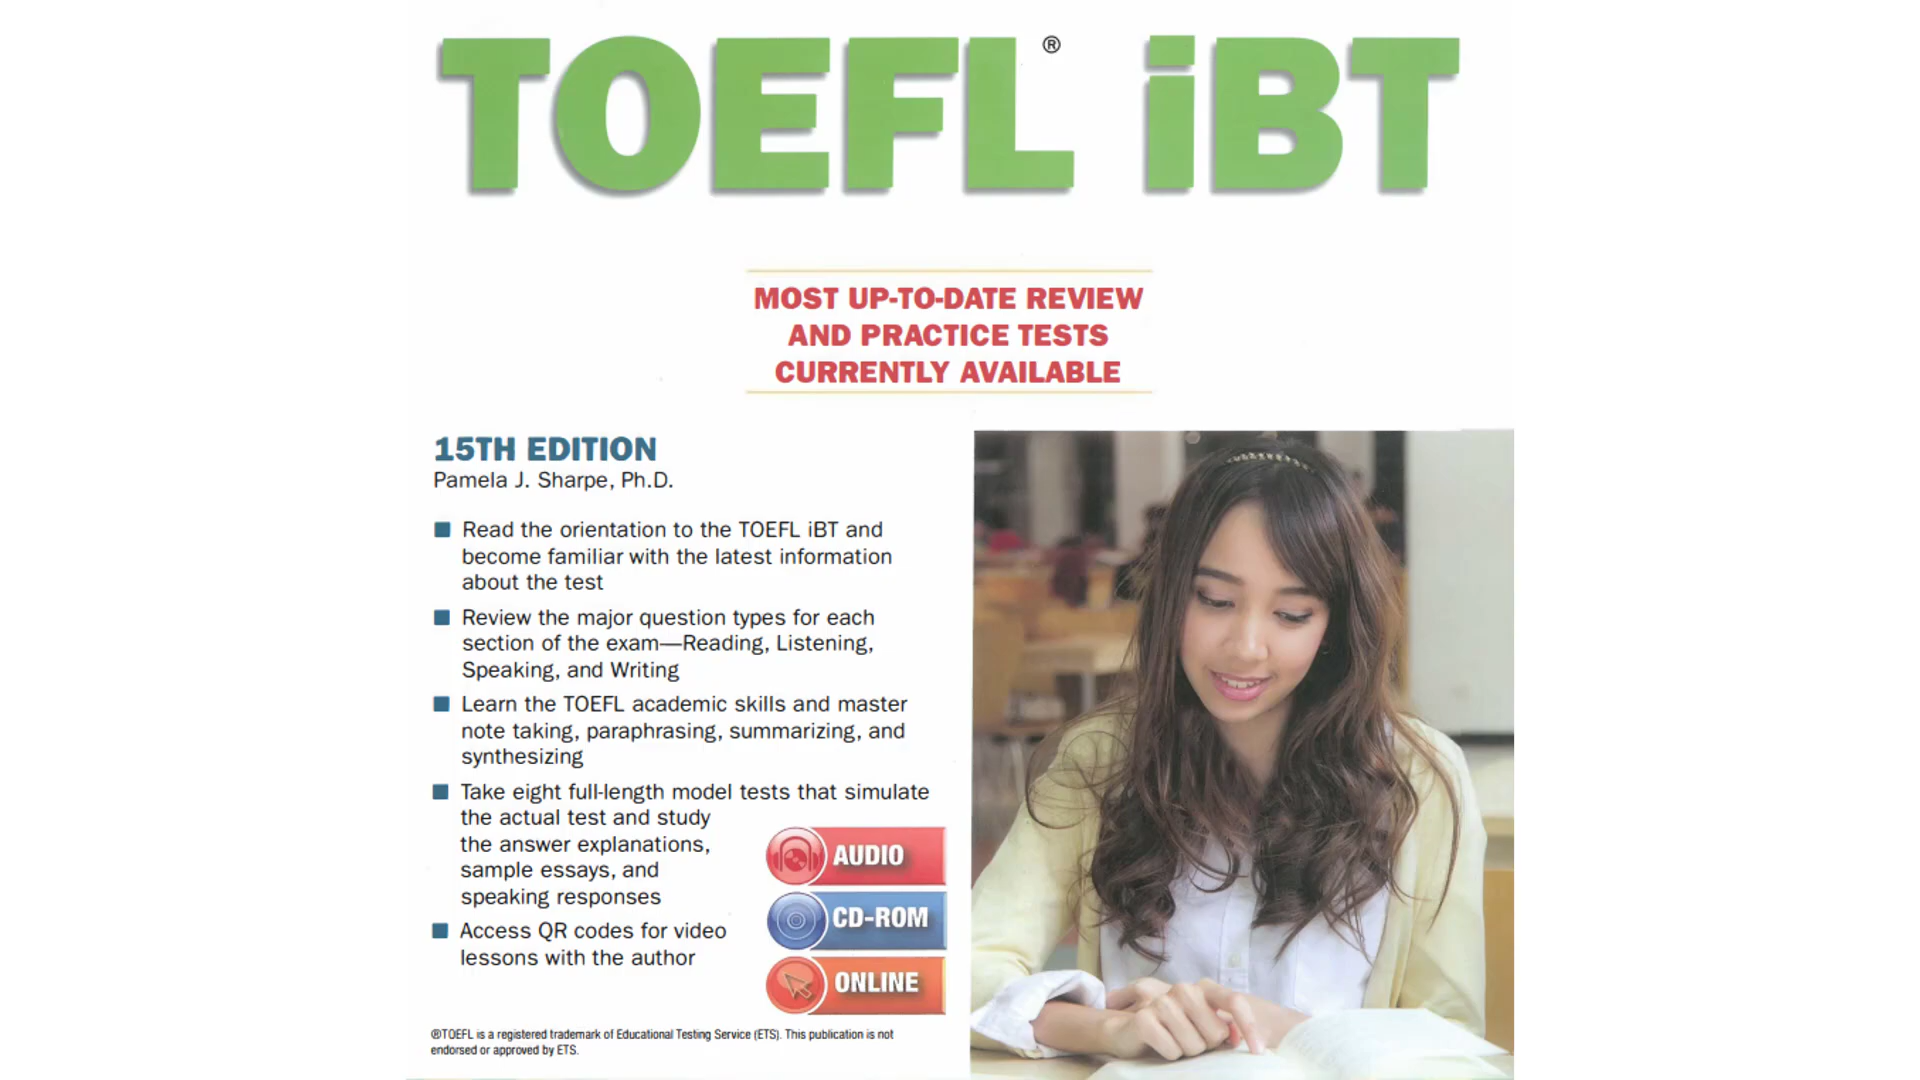 TOEFL® iBT
MOST UP-TO-DATE REVIEW
AND PRACTICE TESTS
CURRENTLY AVAILABLE
15TH EDITION
Pamela J. Sharpe, Ph.D.
■ Read the orientation to the TOEFL iBT and
become familiar with the latest information
about the test
■ Review the major question types for each
section of the exam—Reading, Listening,
Speaking, and Writing
■ Learn the TOEFL academic skills and master
note taking, paraphrasing, summarizing, and
synthesizing
■ Take eight full-length model tests that simulate
the actual test and study
the answer explanations,
sample essays, and
speaking responses
■ Access QR codes for video
lessons with the author
AUDIO
CD-ROM
ONLINE
®TOEFL is a registered trademark of Educational Testing Service (ETS). This publication is not
endorsed or approved by ETS.